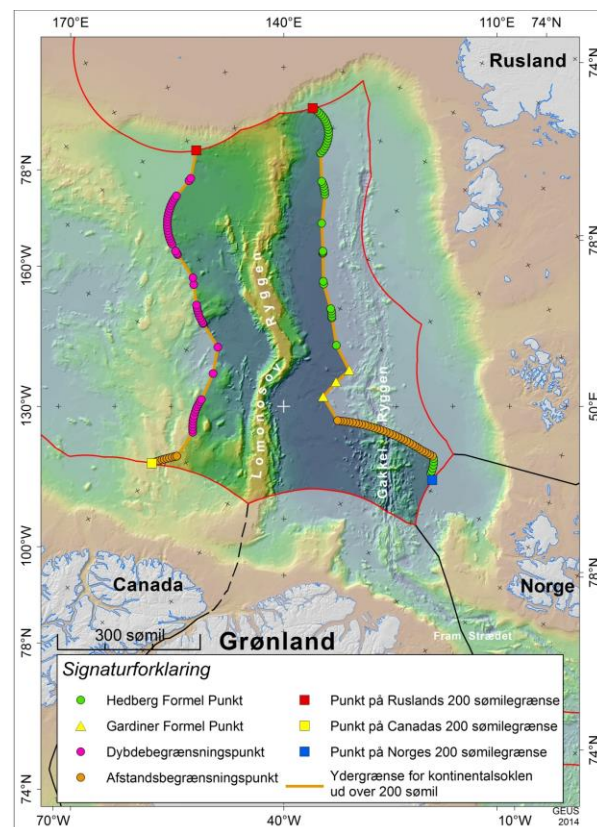 170°E 140°E 110°E 74°E
Rusland
74°N
78°N
78°N
160°W
Lomonosov Ryggen
Gakkel Ryggen
130°W
50°E
100°W
Canada
Norge
78°N
300 sømil
Grønland
Fram Strædet
78°N
Signaturforklaring
Hedberg Formel Punkt
Gardiner Formel Punkt
Dybdebegrænsningspunkt
Afstandsbegrænsningspunkt
Punkt på Ruslands 200 sømilegrænse
Punkt på Canadas 200 sømilegrænse
Punkt på Norges 200 sømilegrænse
Ydergrænse for kontinentalsoklen
ud over 200 sømil
74°N
74°N
70°W 40°W 10°W
GEUS
2014